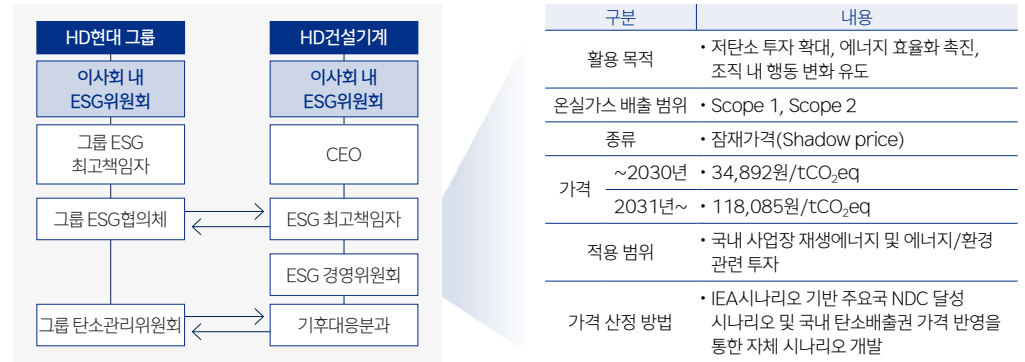 HD현대 그룹
이사회 내
ESG위원회
그룹 ESG
최고책임자
그룹 ESG협의체
그룹 탄소관리위원회
HD건설기계
이사회 내
ESG위원회
CEO
ESG 최고책임자
ESG 경영위원회
기후대응분과
구분 내용
활용 목적 • 저탄소 투자 확대, 에너지 효율화 촉진,
조직 내 행동 변화 유도
온실가스 배출 범위 • Scope 1, Scope 2
종류 • 잠재가격(Shadow price)
가격 ~2030년 • 34,892원/tCO₂eq
2031년~ • 118,085원/tCO₂eq
적용 범위 • 국내 사업장 재생에너지 및 에너지/환경
관련 투자
가격 산정 방법 • IEA시나리오 기반 주요국 NDC 달성
시나리오 및 국내 탄소배출권 가격 반영을
통한 자체 시나리오 개발